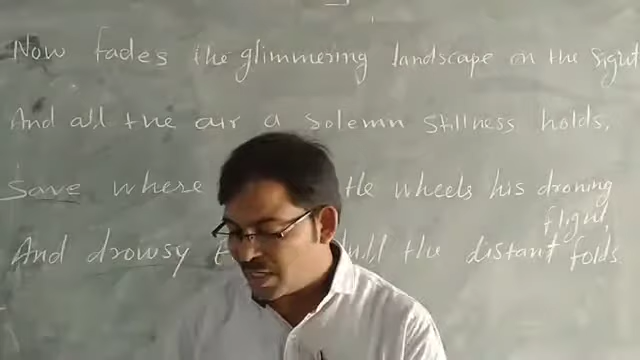 Now fades the glimmering landscape on the sight
And all the air a solemn stillness holds,
Save where tle wheels his droning
flight,
And drowsy the distant folds.